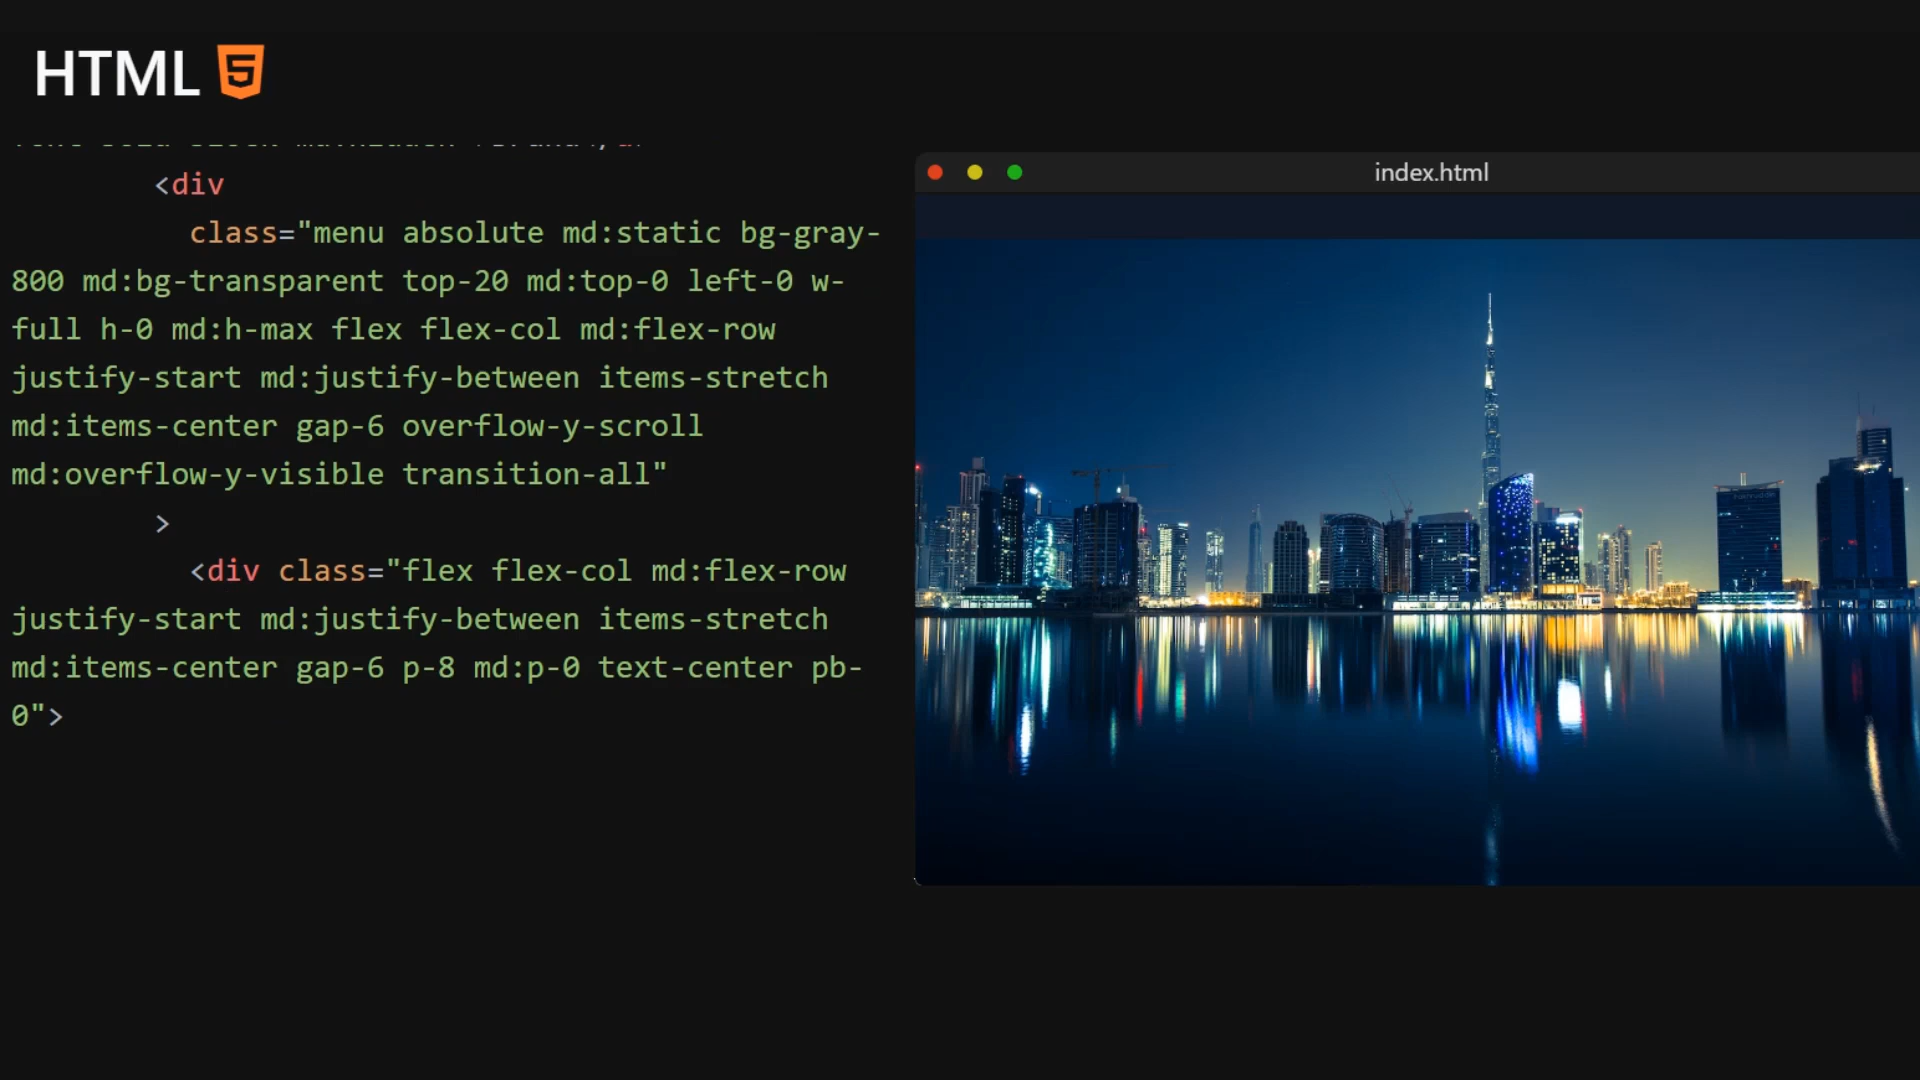 HTML 5
<div
class="menu absolute md:static bg-gray-
800 md:bg-transparent top-20 md:top-0 left-0 w-
full h-0 md:h-max flex flex-col md:flex-row
justify-start md:justify-between items-stretch
md:items-center gap-6 overflow-y-scroll
md:overflow-y-visible transition-all"
>
<div class="flex flex-col md:flex-row
justify-start md:justify-between items-stretch
md:items-center gap-6 p-8 md:p-0 text-center pb-
0">
index.html